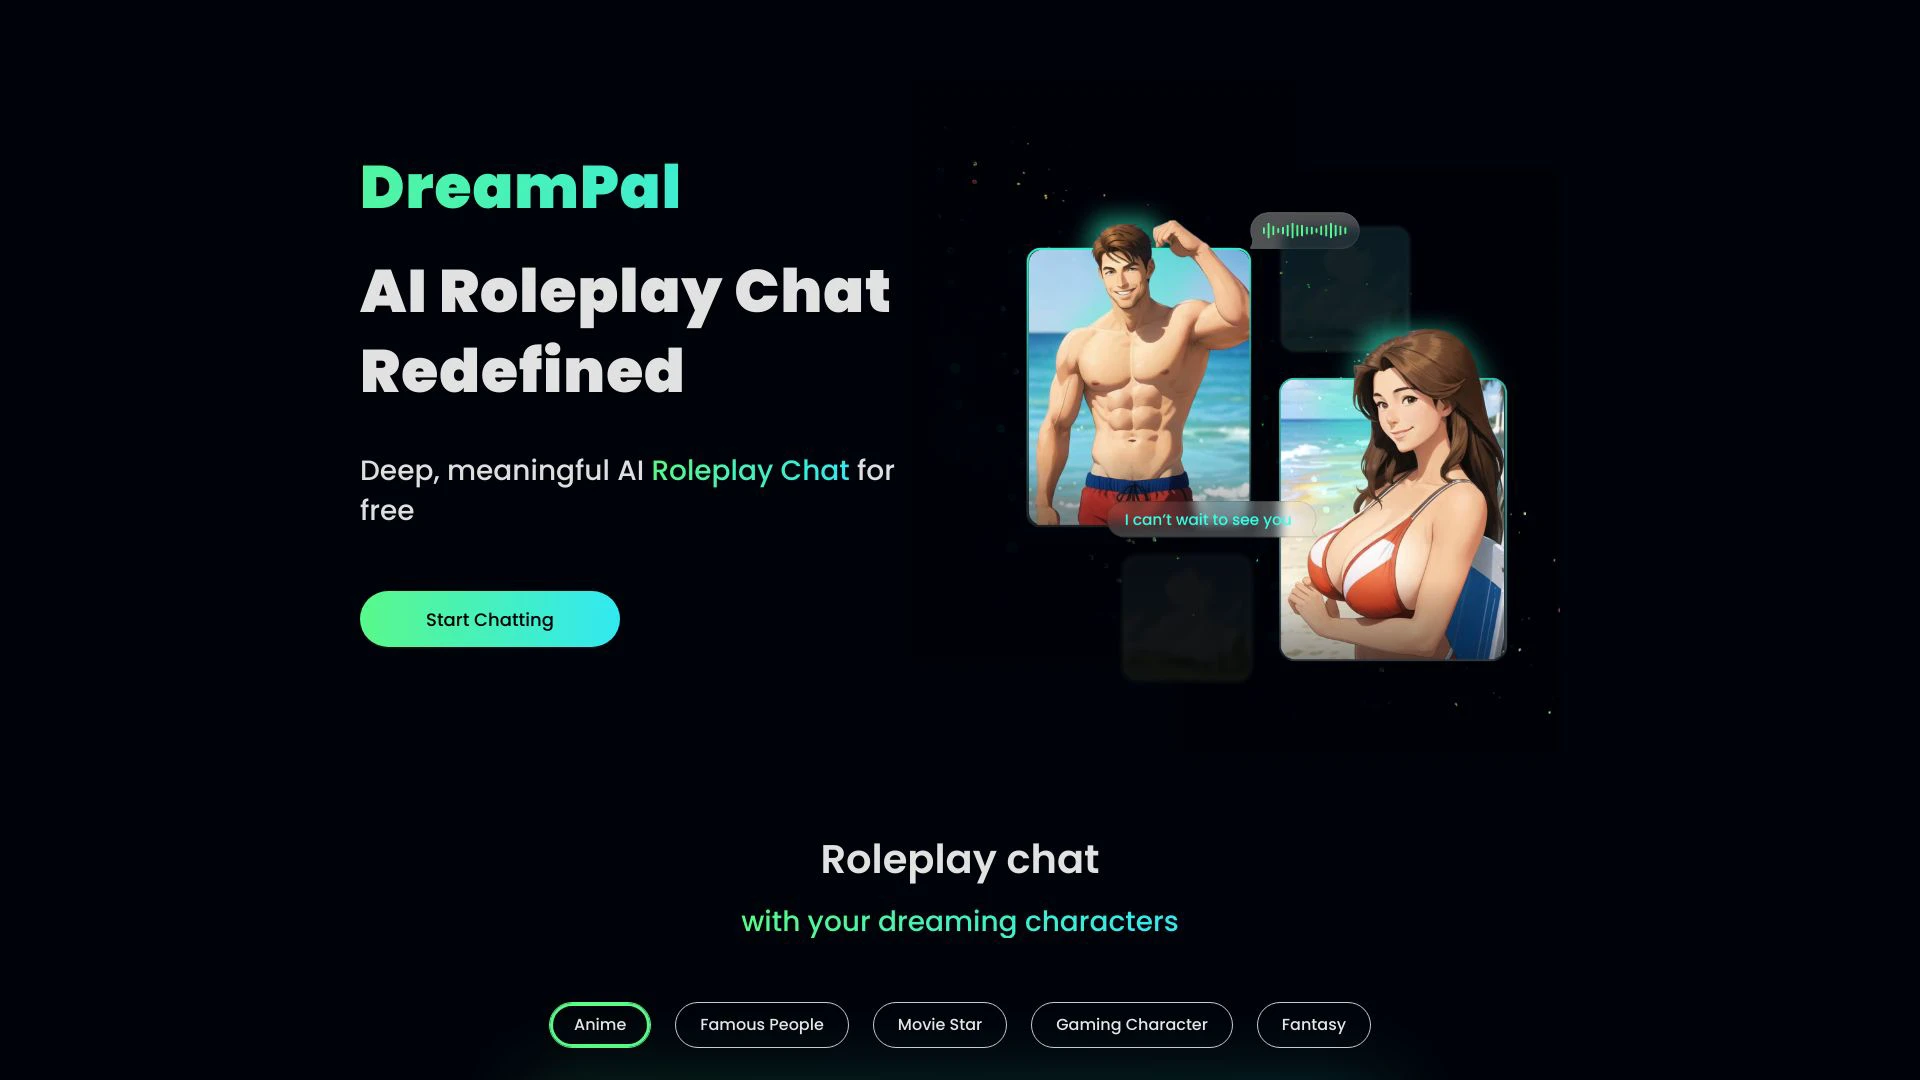 DreamPal
AI Roleplay Chat
Redefined
Deep, meaningful AI Roleplay Chat for
free
Start Chatting
I can't wait to see you
Roleplay chat
with your dreaming characters
Anime
Famous People
Movie Star
Gaming Character
Fantasy